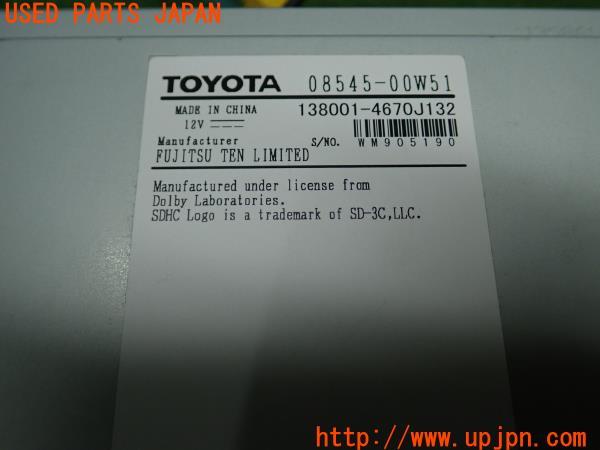 USED PARTS JAPAN
TOYOTA 08545-00W51
MADE IN CHINA 138001-4670J132
12V
Manufacturer S/NO. WM905190
FUJITSU TEN LIMITED
Manufactured under license from
Dolby Laboratories.
SDHC Logo is a trademark of SD-3C,LLC.
UPJ
http://www.upjpn.com/